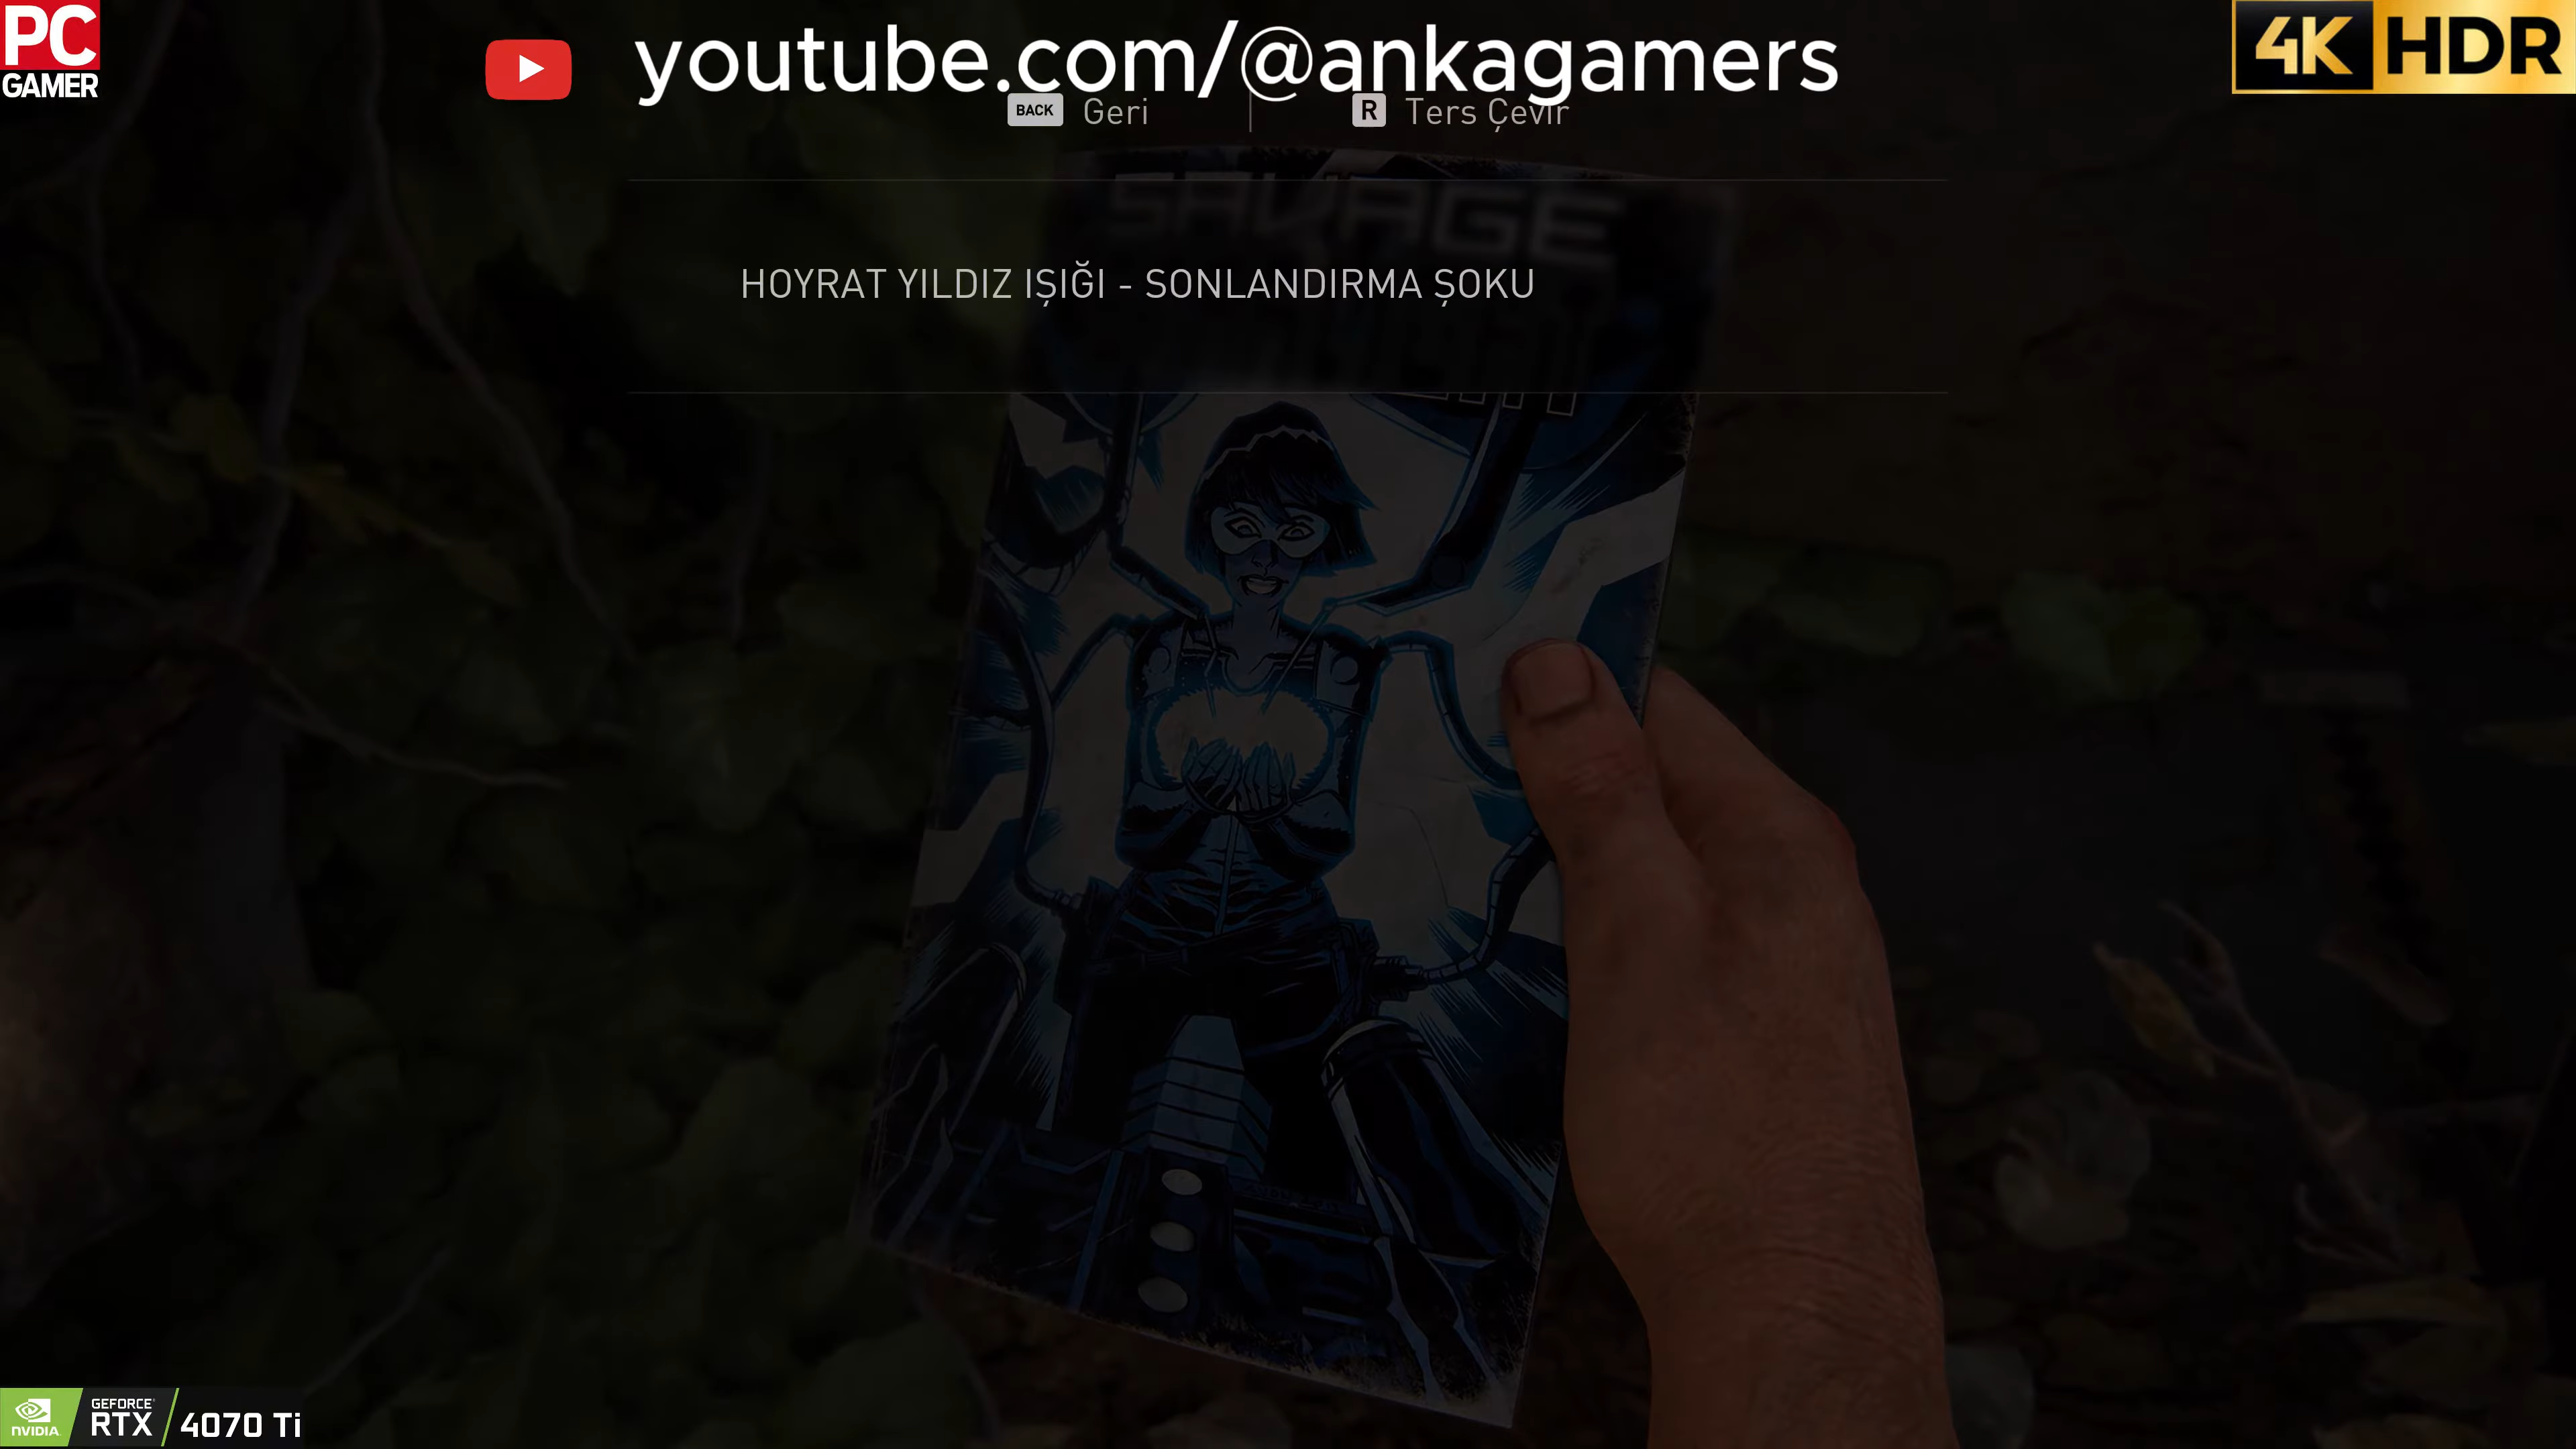 PC
GAMER
youtube.com/@ankagamers
4K HDR
BACK Geri
R Ters Çevir
SAVAGE
HOYRAT YILDIZ IŞIĞI - SONLANDIRMA ŞOKU
NVIDIA
GEFORCE
RTX
4070 Ti